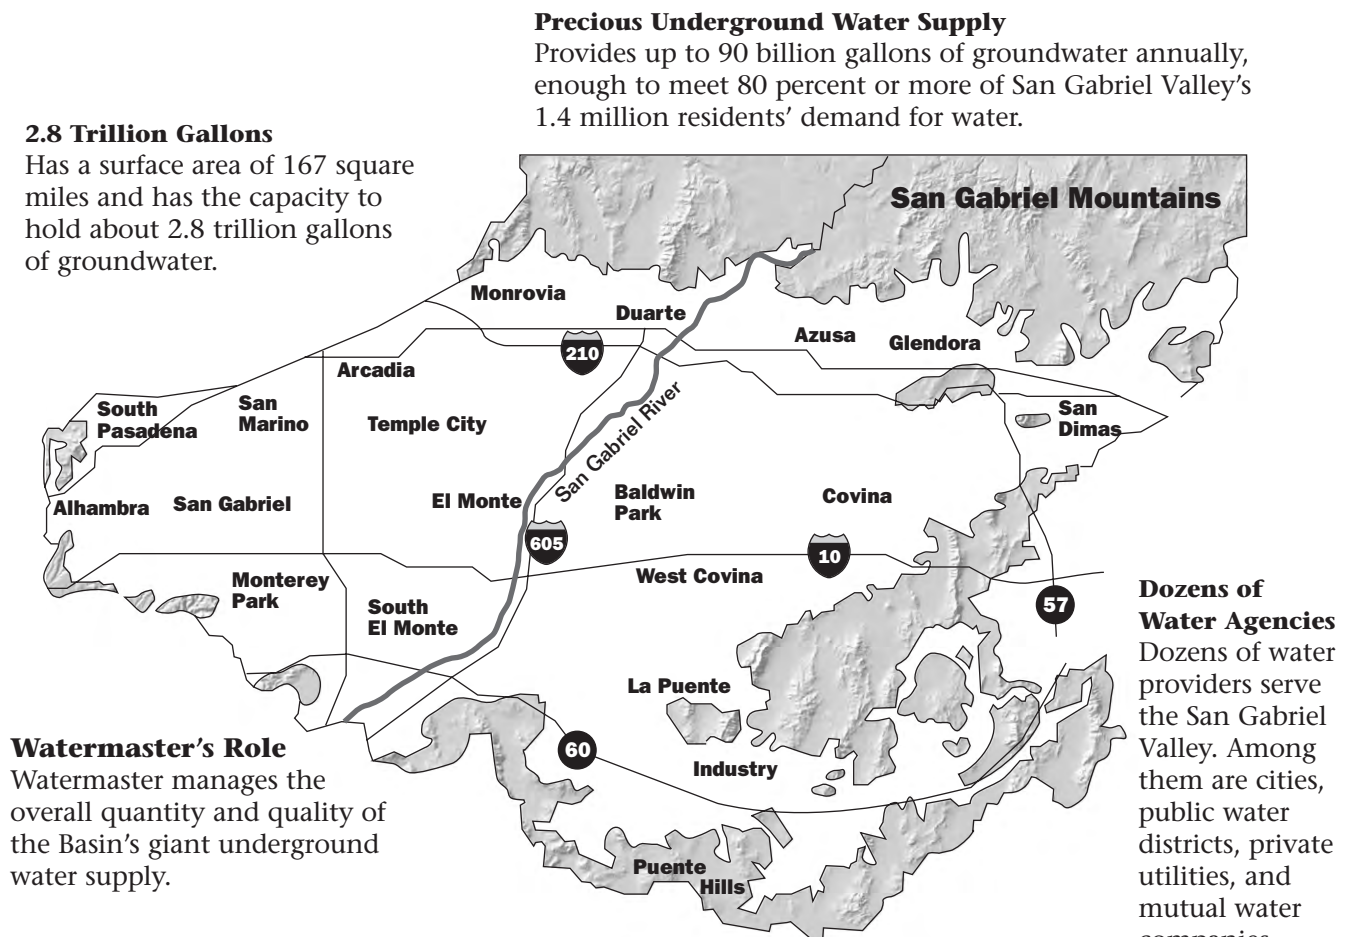 Precious Underground Water Supply
Provides up to 90 billion gallons of groundwater annually,
enough to meet 80 percent or more of San Gabriel Valley’s
1.4 million residents’ demand for water.
2.8 Trillion Gallons
Has a surface area of 167 square
miles and has the capacity to
hold about 2.8 trillion gallons
of groundwater.
San Gabriel Mountains
Monrovia
Duarte
Azusa
Glendora
210
Arcadia
South
Pasadena
San
Marino
Temple City
San Gabriel River
San
Dimas
Alhambra
San Gabriel
El Monte
Baldwin
Park
Covina
605
10
Monterey
Park
South
El Monte
West Covina
57
La Puente
60
Industry
Puente
Hills
Watermaster’s Role
Watermaster manages the
overall quantity and quality of
the Basin’s giant underground
water supply.
Dozens of
Water Agencies
Dozens of water
providers serve
the San Gabriel
Valley. Among
them are cities,
public water
districts, private
utilities, and
mutual water